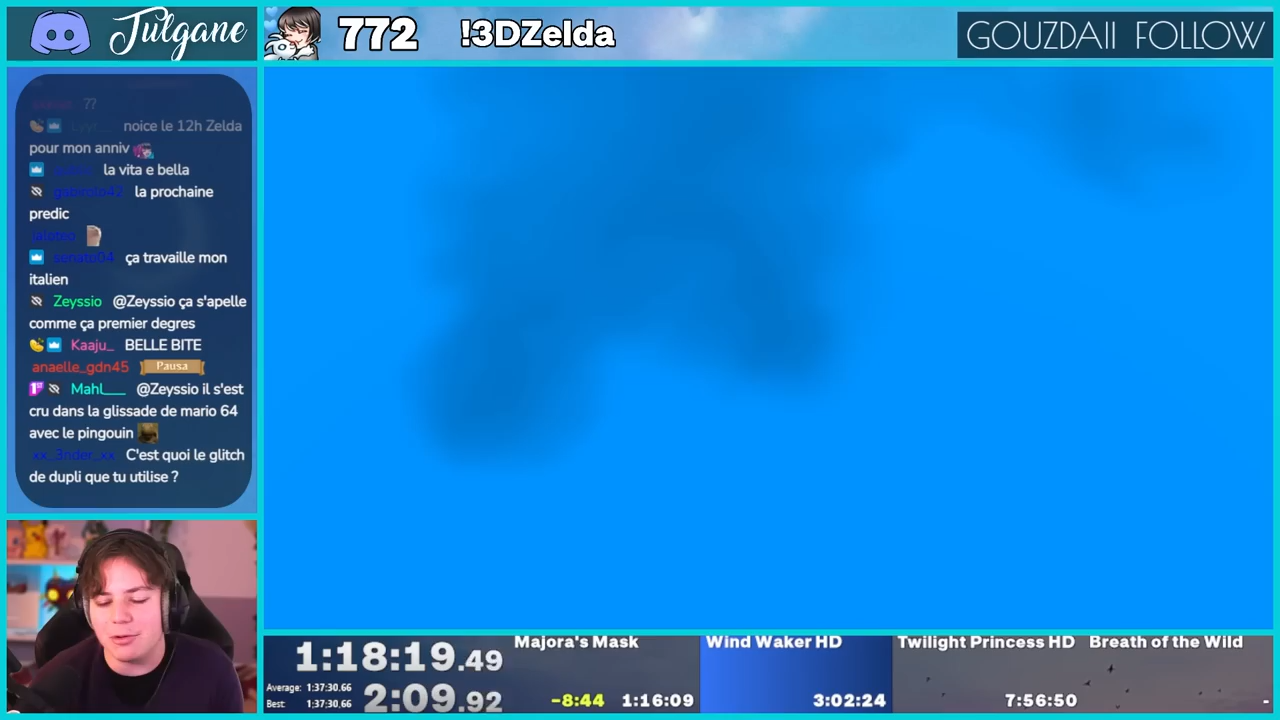 Julgane
772
!3DZelda
GOUZDAII FOLLOW
??
noice le 12h Zelda
pour mon anniv
la vita e bella
la prochaine
predic
senato04 ça travaille mon
italien
Zeyssio @Zeyssio ça s'apelle
comme ça premier degres
Kaaju_ BELLE BITE
anaelle_gdn45 Pausa
Mahl___ @Zeyssio il s'est
cru dans la glissade de mario 64
avec le pingouin
xx_3nder_xx C'est quoi le glitch
de dupli que tu utilise ?
1:18:19.49
Average: 1:37:30.66
Best: 1:37:30.66
2:09.92
Majora's Mask
-8:44 1:16:09
Wind Waker HD
3:02:24
Twilight Princess HD
7:56:50
Breath of the Wild
-